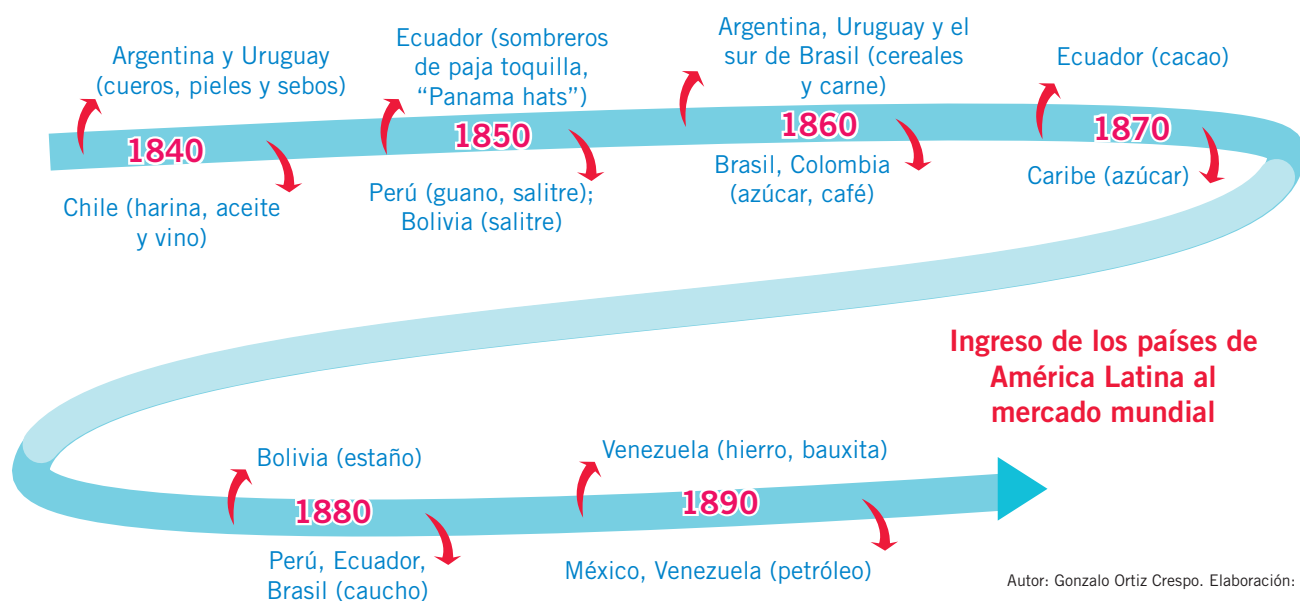 Argentina y Uruguay
(cueros, pieles y sebos)
1840
Chile (harina, aceite
y vino)
Ecuador (sombreros
de paja toquilla,
“Panama hats”)
1850
Perú (guano, salitre);
Bolivia (salitre)
Argentina, Uruguay y el
sur de Brasil (cereales
y carne)
1860
Brasil, Colombia
(azúcar, café)
Ecuador (cacao)
1870
Caribe (azúcar)
Ingreso de los países de
América Latina al
mercado mundial
Bolivia (estaño)
1880
Perú, Ecuador,
Brasil (caucho)
Venezuela (hierro, bauxita)
1890
México, Venezuela (petróleo)
Autor: Gonzalo Ortiz Crespo. Elaboración: